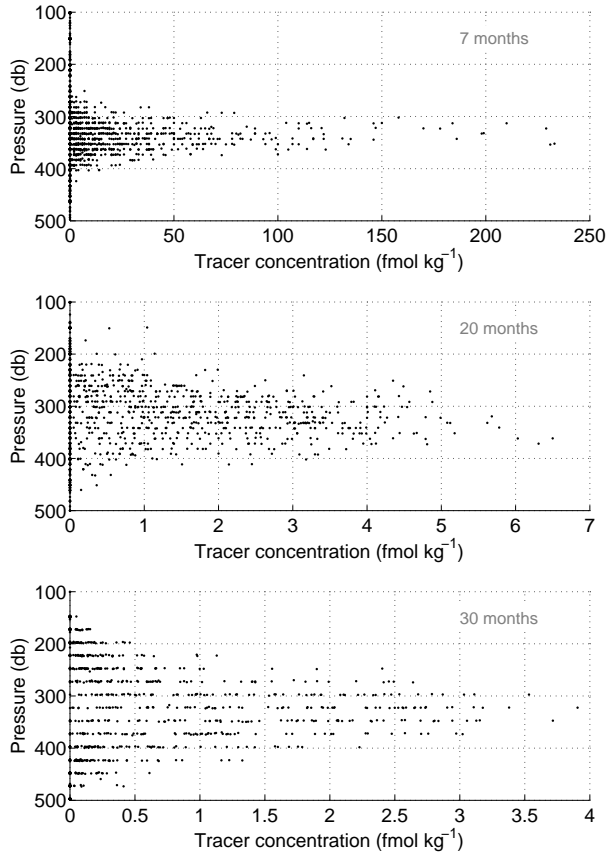 100
200
300
400
500
Pressure (db)
7 months
0 50 100 150 200 250
Tracer concentration (fmol kg⁻¹)
100
200
300
400
500
Pressure (db)
20 months
0 1 2 3 4 5 6 7
Tracer concentration (fmol kg⁻¹)
100
200
300
400
500
Pressure (db)
30 months
0 0.5 1 1.5 2 2.5 3 3.5 4
Tracer concentration (fmol kg⁻¹)